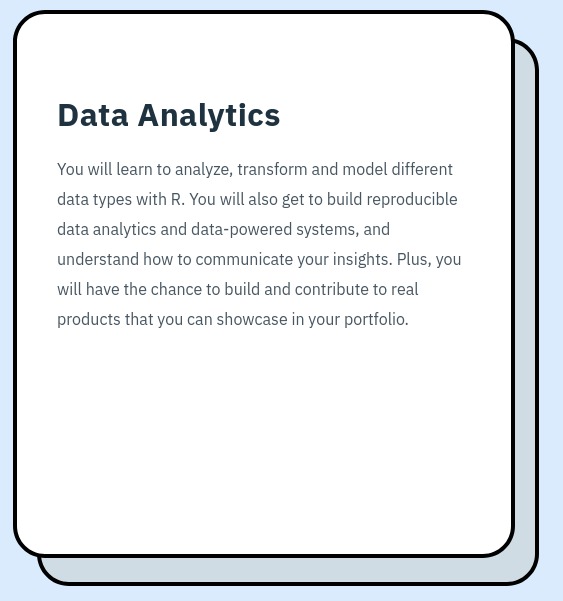 Data Analytics
You will learn to analyze, transform and model different
data types with R. You will also get to build reproducible
data analytics and data-powered systems, and
understand how to communicate your insights. Plus, you
will have the chance to build and contribute to real
products that you can showcase in your portfolio.